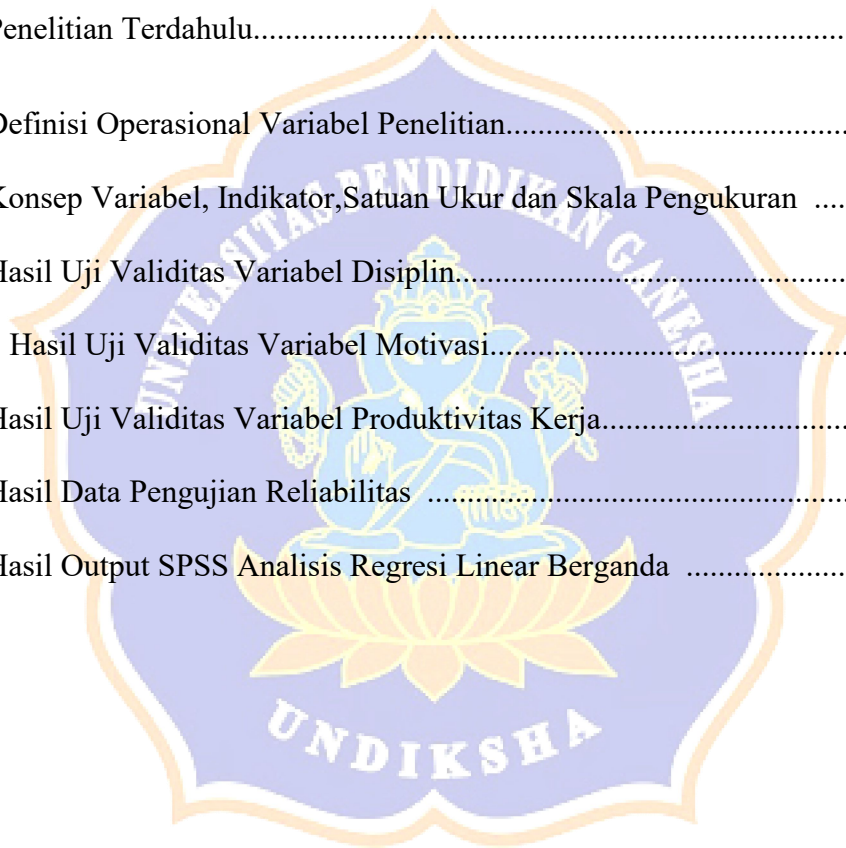 Penelitian Terdahulu..........................................................................
Definisi Operasional Variabel Penelitian...........................................
Konsep Variabel, Indikator,Satuan Ukur dan Skala Pengukuran ....
Hasil Uji Validitas Variabel Disiplin.................................................
Hasil Uji Validitas Variabel Motivasi.............................................
Hasil Uji Validitas Variabel Produktivitas Kerja...............................
Hasil Data Pengujian Reliabilitas ....................................................
Hasil Output SPSS Analisis Regresi Linear Berganda ....................
UNIVERSITAS PENDIDIKAN GANESHA
UNDIKSHA